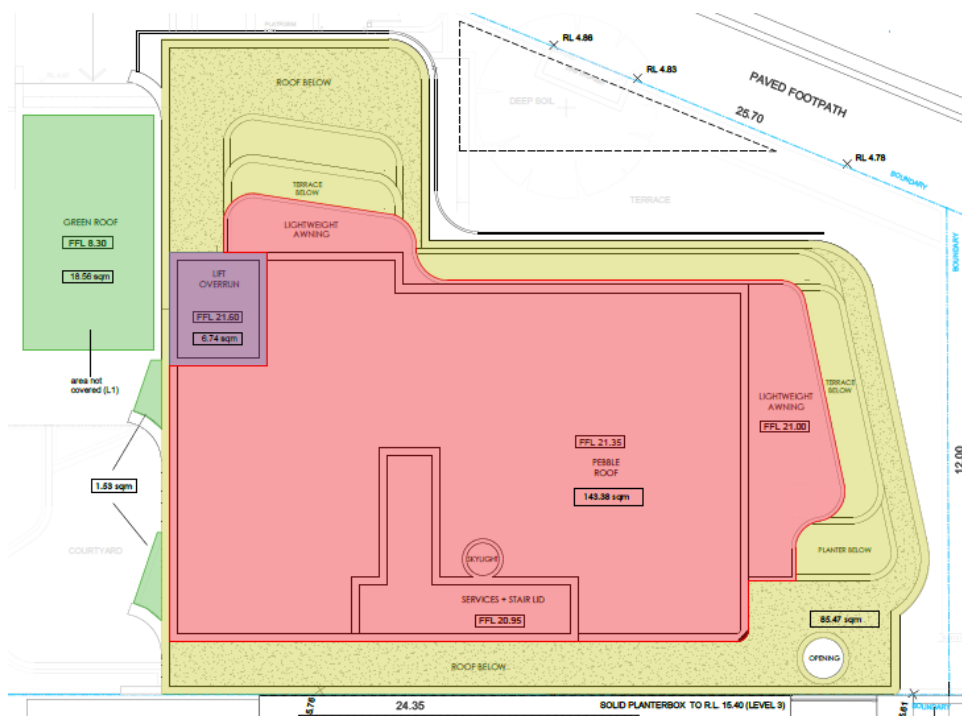 PLATFORM
RL 4.86
RL 4.83
PAVED FOOTPATH
25.70
RL 4.78
BOUNDARY
ROOF BELOW
DEEP SOIL
TERRACE
BELOW
TERRACE
GREEN ROOF
FFL 8.30
18.56 sqm
LIGHTWEIGHT
AWNING
BOUNDARY
LIFT
OVERRUN
FFL 21.60
6.74 sqm
area not
covered (L1)
TERRACE
BELOW
LIGHTWEIGHT
AWNING
FFL 21.00
FFL 21.35
PEBBLE
ROOF
143.38 sqm
12.00
1.53 sqm
COURTYARD
PLANTER BELOW
SKYLIGHT
SERVICES + STAIR LID
FFL 20.95
85.47 sqm
OPENING
ROOF BELOW
5.76
24.35
SOLID PLANTERBOX TO R.L. 15.40 (LEVEL 3)
BOUNDARY